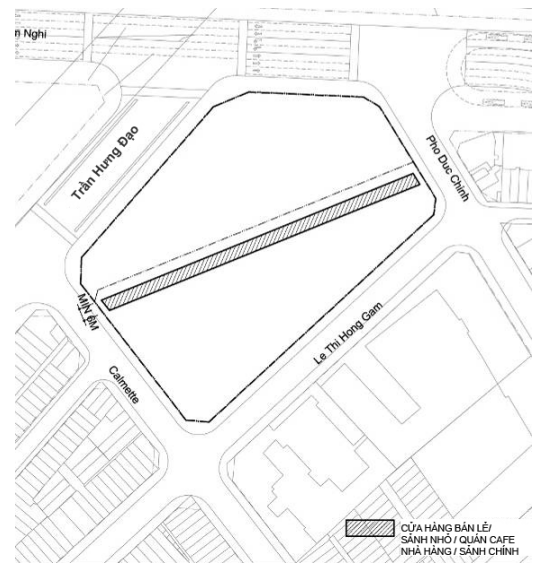 n Nghi
Trần Hưng Đạo
Pho Duc Chinh
MIN 6M
Le Thi Hong Gam
Calmette
CỬA HÀNG BÁN LẺ/
SẢNH NHỎ / QUÁN CAFE
NHÀ HÀNG / SẢNH CHÍNH